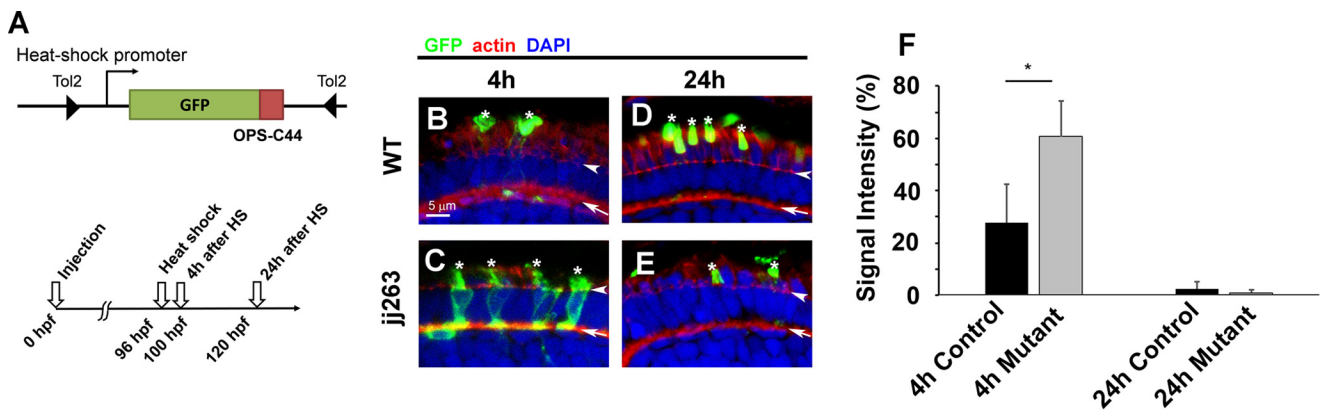 A
Heat-shock promoter
Tol2
Tol2
GFP
OPS-C44
Injection
Heat shock
4h after HS
24h after HS
0 hpf
96 hpf
100 hpf
120 hpf
GFP actin DAPI
4h
24h
WT
jj263
B
*
*
5 µm
D
*
*
*
*
C
*
*
*
*
E
*
*
F
Signal Intensity (%)
80
60
40
20
0
*
4h Control
4h Mutant
24h Control
24h Mutant